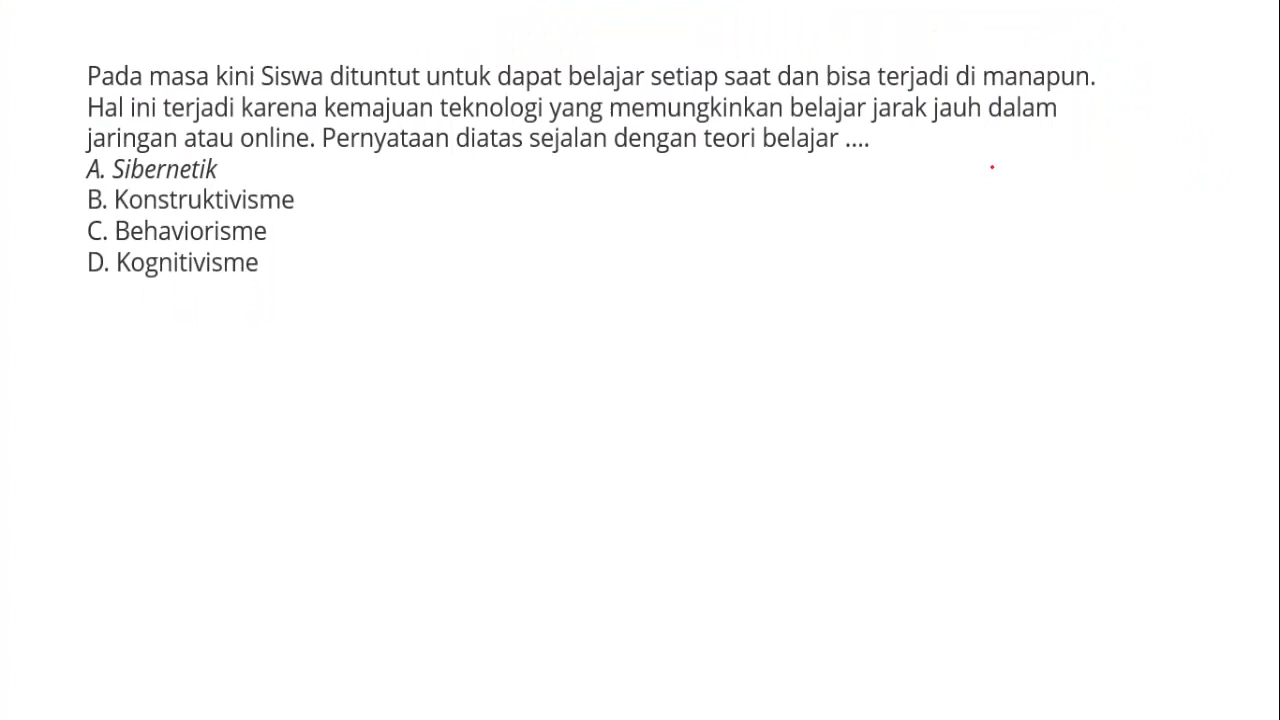 Pada masa kini Siswa dituntut untuk dapat belajar setiap saat dan bisa terjadi di manapun.
Hal ini terjadi karena kemajuan teknologi yang memungkinkan belajar jarak jauh dalam
jaringan atau online. Pernyataan diatas sejalan dengan teori belajar ....
A. Sibernetik
B. Konstruktivisme
C. Behaviorisme
D. Kognitivisme